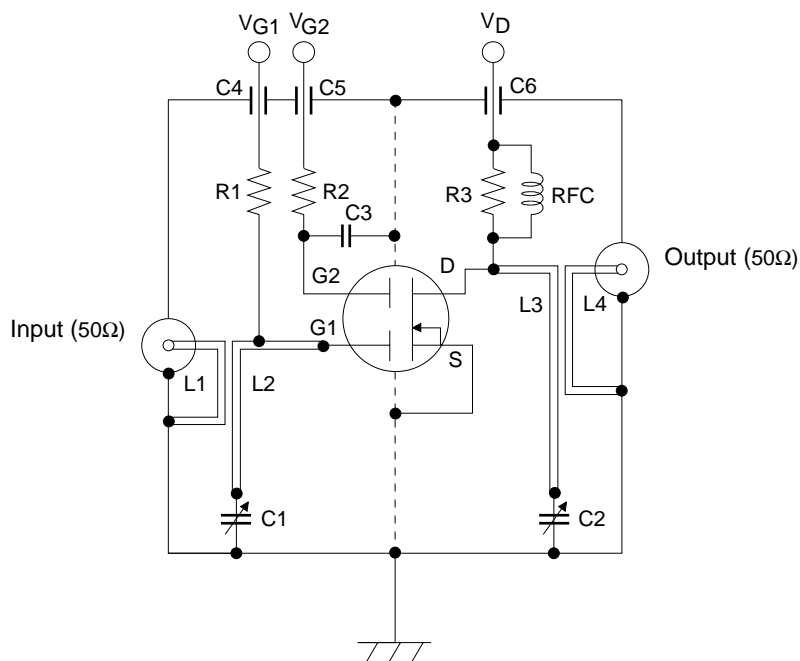 VG1 VG2 VD
C4 C5 C6
R1 R2 C3 R3 RFC
G2 D
Output (50Ω)
L3 L4
Input (50Ω)
G1 S
L1 L2
C1 C2